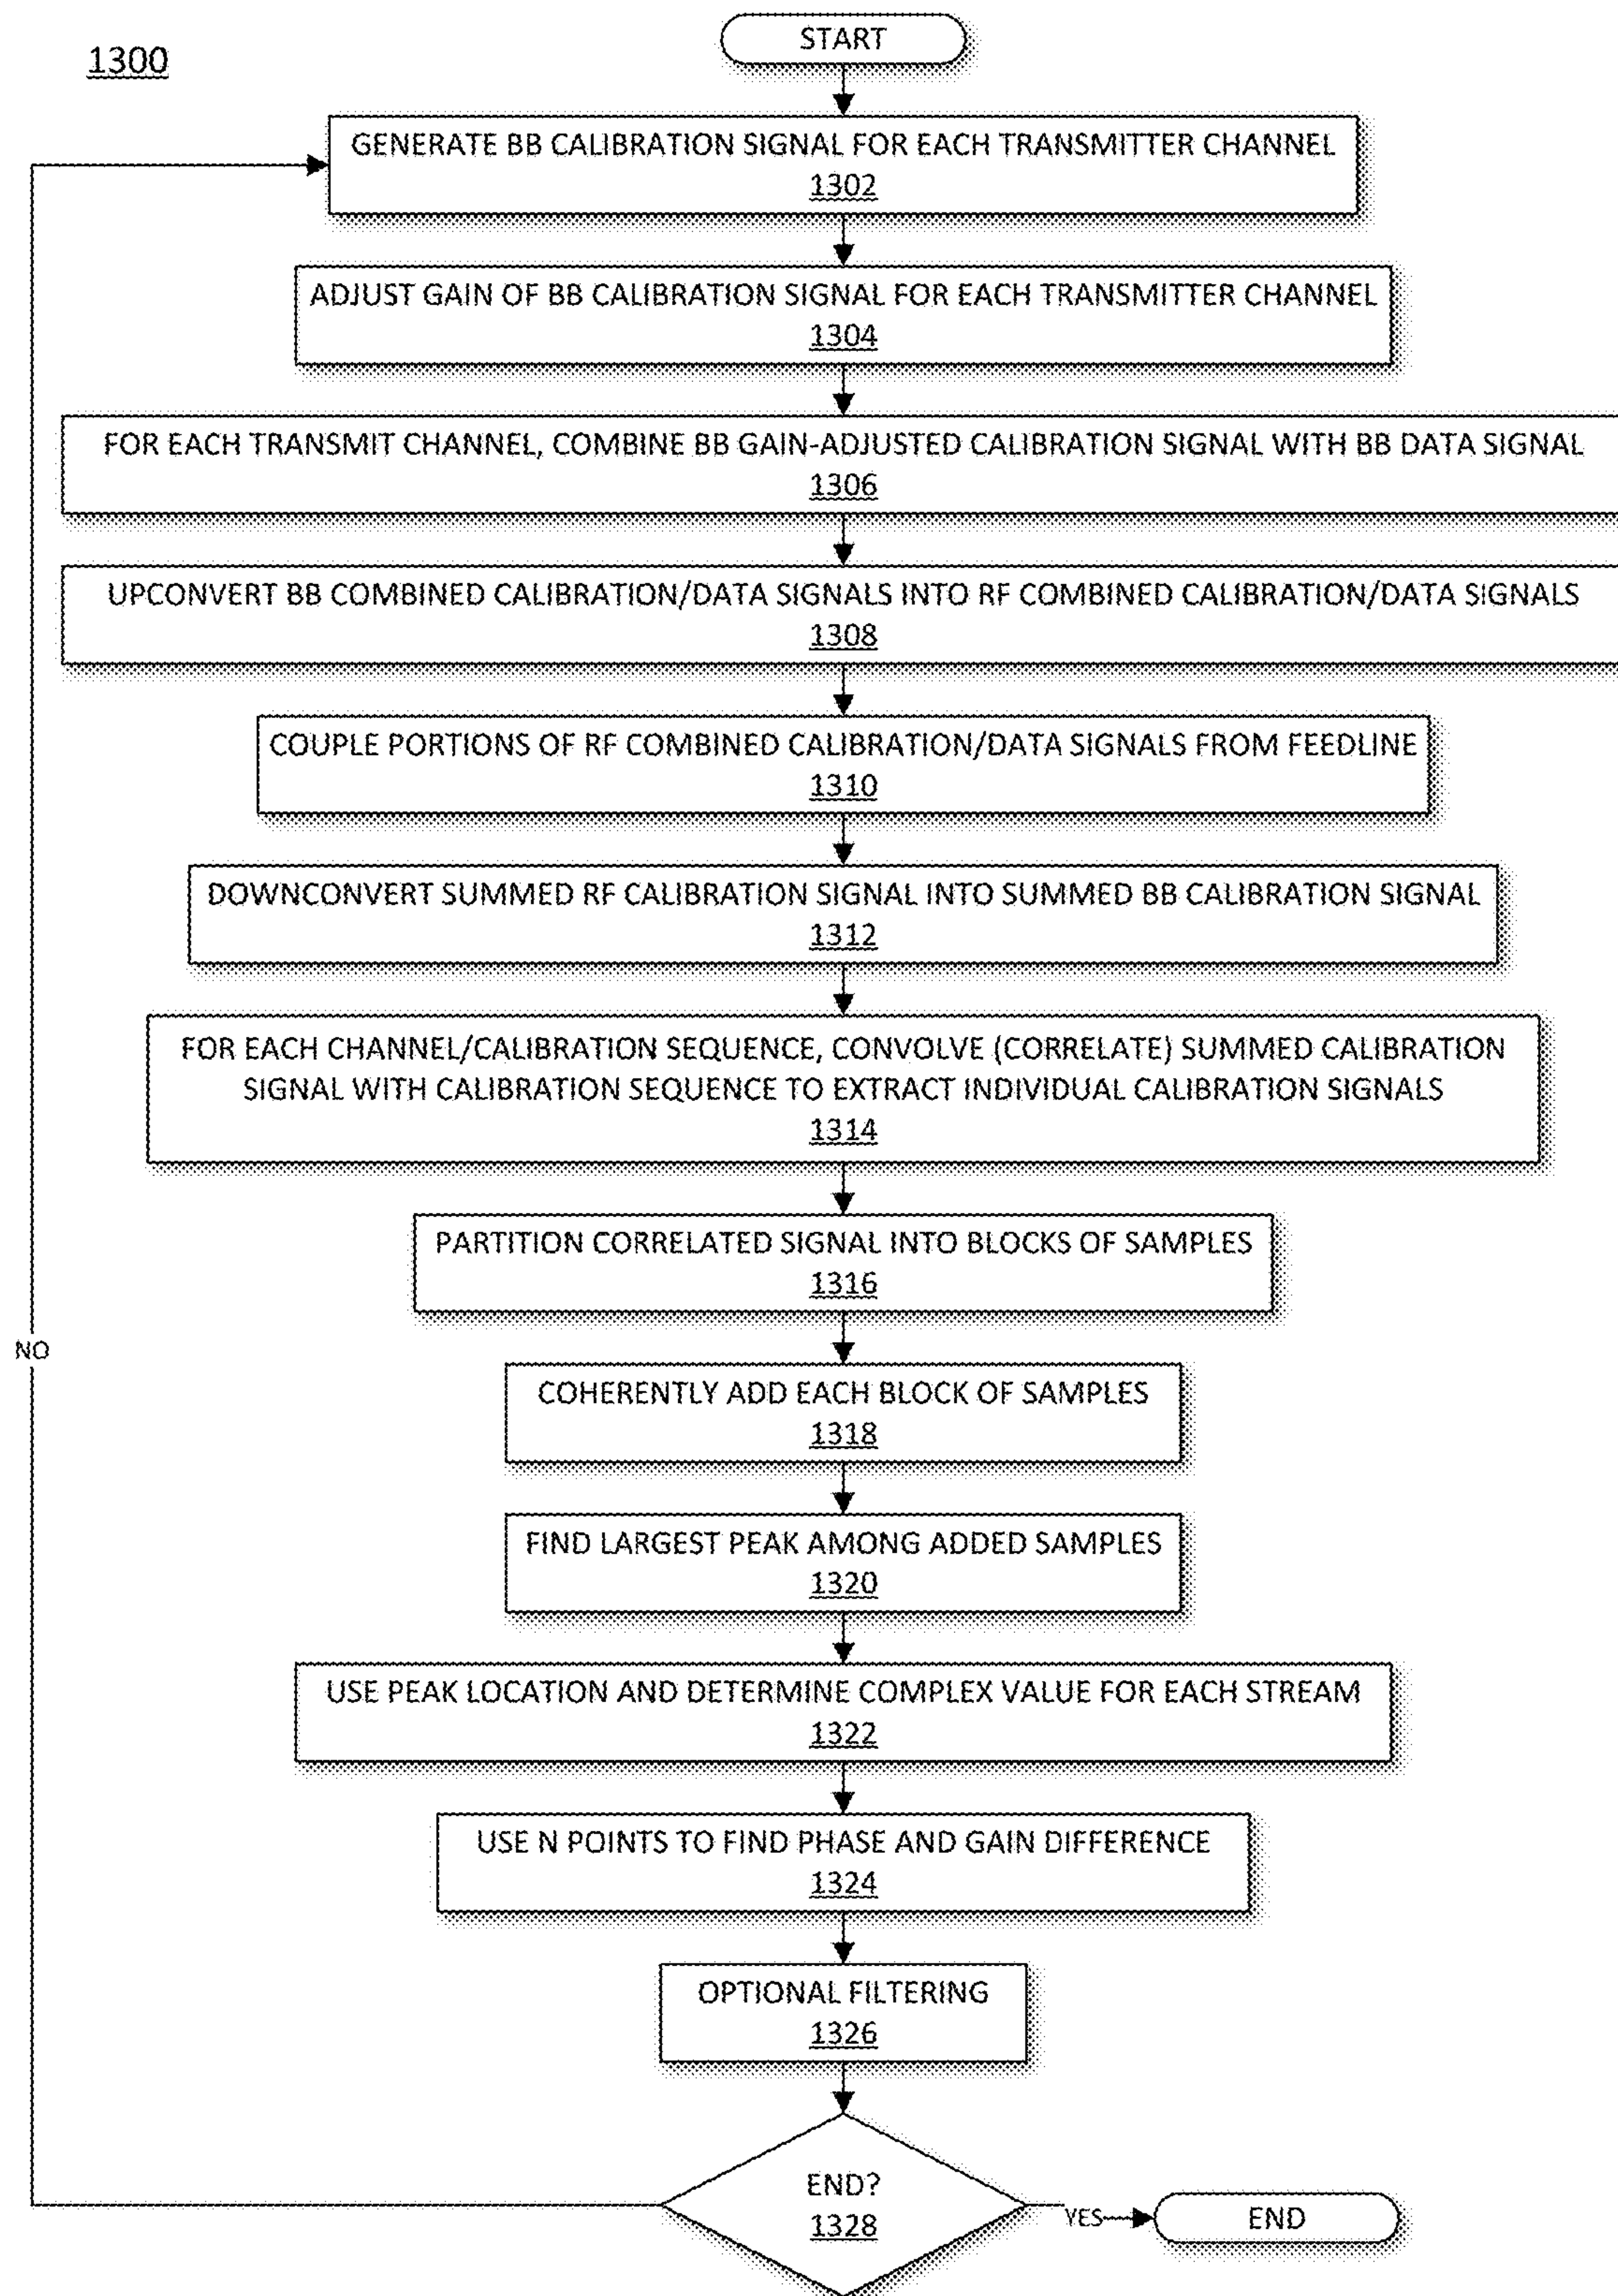 1300
START
GENERATE BB CALIBRATION SIGNAL FOR EACH TRANSMITTER CHANNEL
1302
ADJUST GAIN OF BB CALIBRATION SIGNAL FOR EACH TRANSMITTER CHANNEL
1304
FOR EACH TRANSMIT CHANNEL, COMBINE BB GAIN-ADJUSTED CALIBRATION SIGNAL WITH BB DATA SIGNAL
1306
UPCONVERT BB COMBINED CALIBRATION/DATA SIGNALS INTO RF COMBINED CALIBRATION/DATA SIGNALS
1308
COUPLE PORTIONS OF RF COMBINED CALIBRATION/DATA SIGNALS FROM FEEDLINE
1310
DOWNCONVERT SUMMED RF CALIBRATION SIGNAL INTO SUMMED BB CALIBRATION SIGNAL
1312
FOR EACH CHANNEL/CALIBRATION SEQUENCE, CONVOLVE (CORRELATE) SUMMED CALIBRATION
SIGNAL WITH CALIBRATION SEQUENCE TO EXTRACT INDIVIDUAL CALIBRATION SIGNALS
1314
PARTITION CORRELATED SIGNAL INTO BLOCKS OF SAMPLES
1316
NO
COHERENTLY ADD EACH BLOCK OF SAMPLES
1318
FIND LARGEST PEAK AMONG ADDED SAMPLES
1320
USE PEAK LOCATION AND DETERMINE COMPLEX VALUE FOR EACH STREAM
1322
USE N POINTS TO FIND PHASE AND GAIN DIFFERENCE
1324
OPTIONAL FILTERING
1326
END?
1328
YES
END